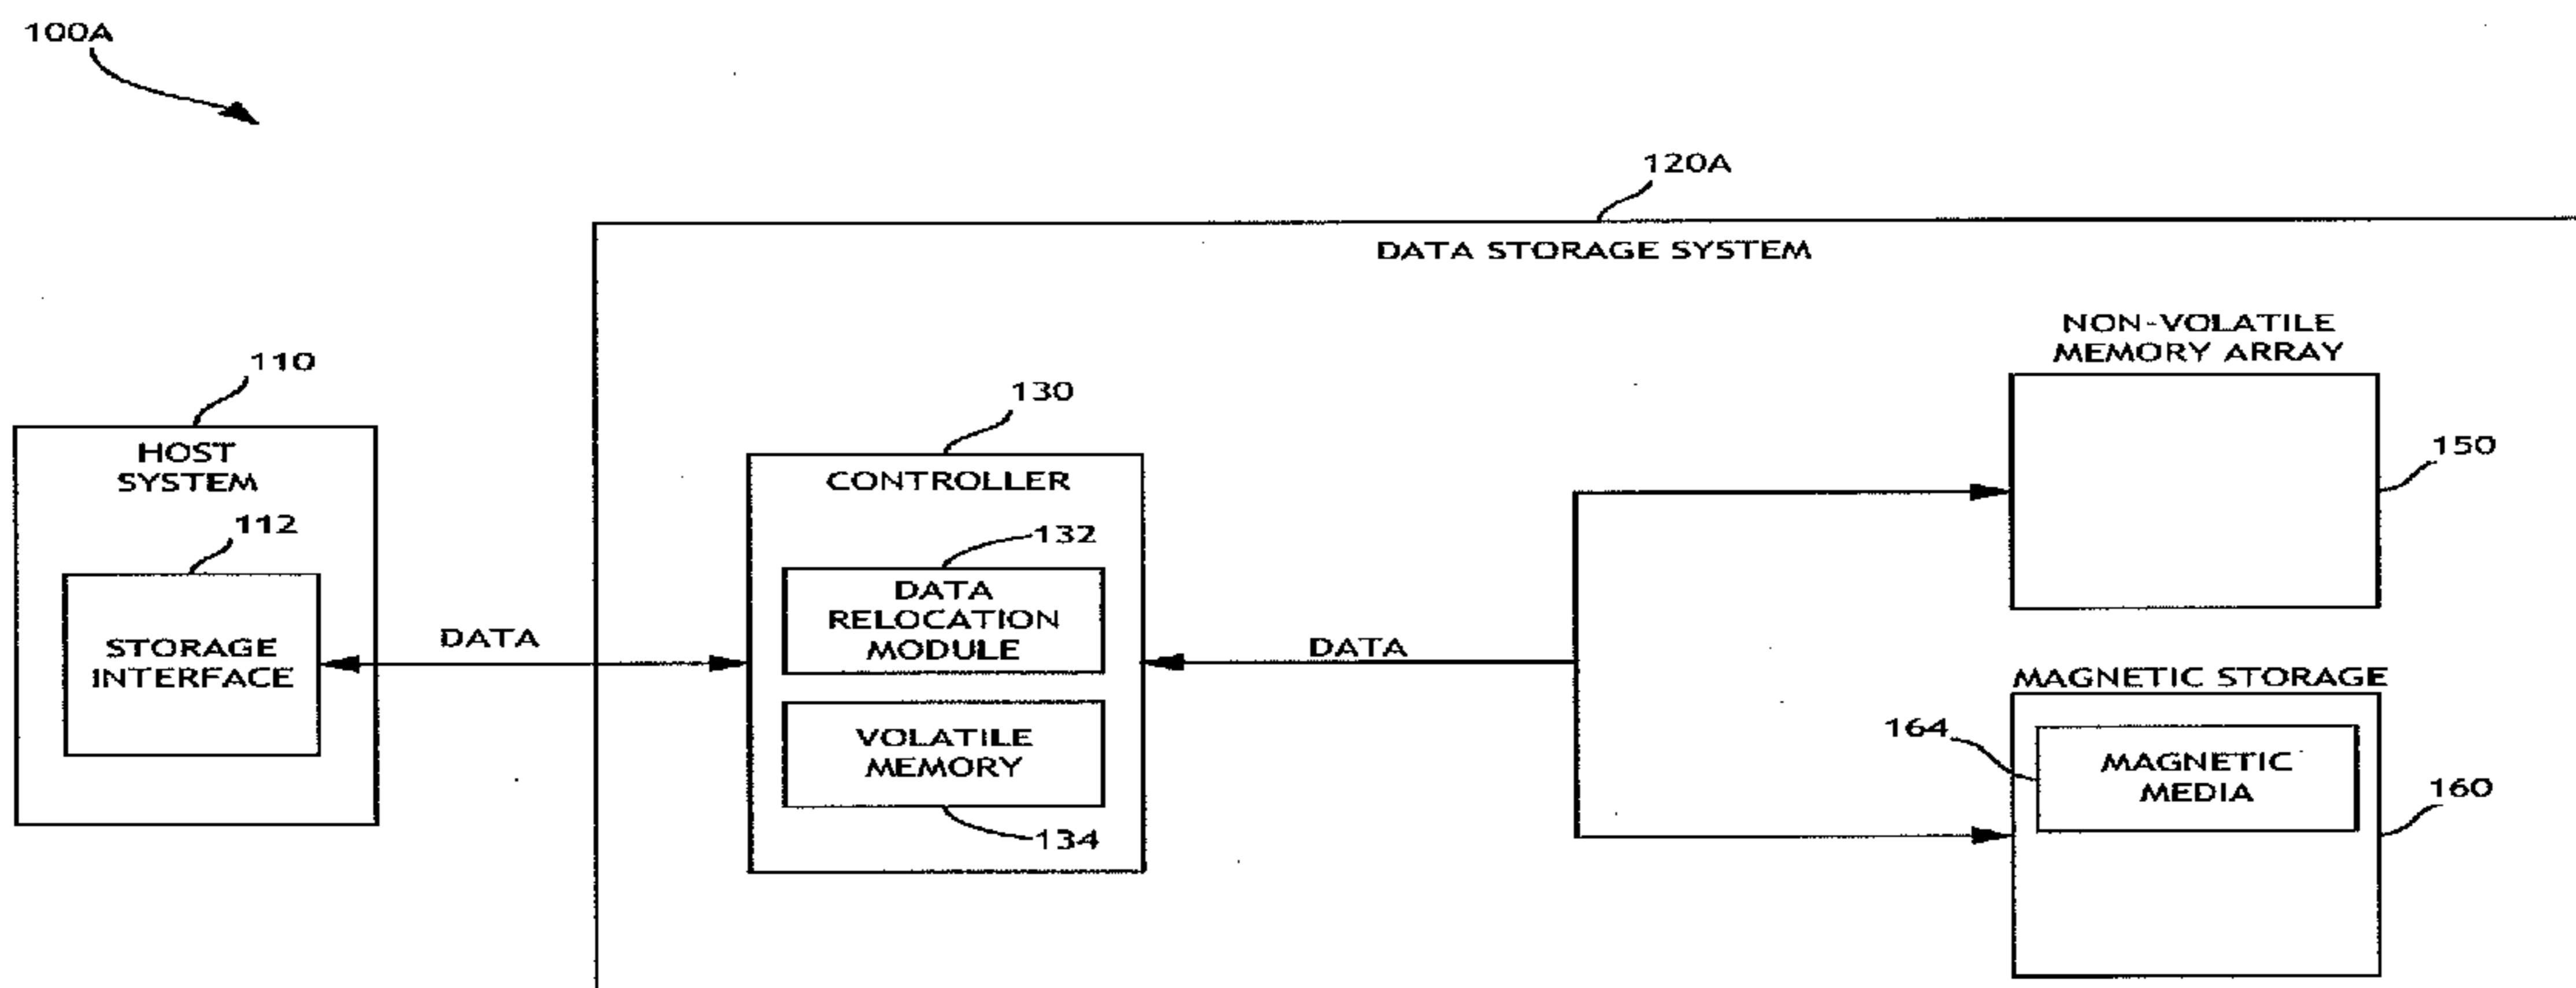 100A
120A
DATA STORAGE SYSTEM
NON-VOLATILE
MEMORY ARRAY
150
110
HOST
SYSTEM
112
STORAGE
INTERFACE
DATA
130
CONTROLLER
132
DATA
RELOCATION
MODULE
VOLATILE
MEMORY
134
DATA
MAGNETIC STORAGE
164
MAGNETIC
MEDIA
160